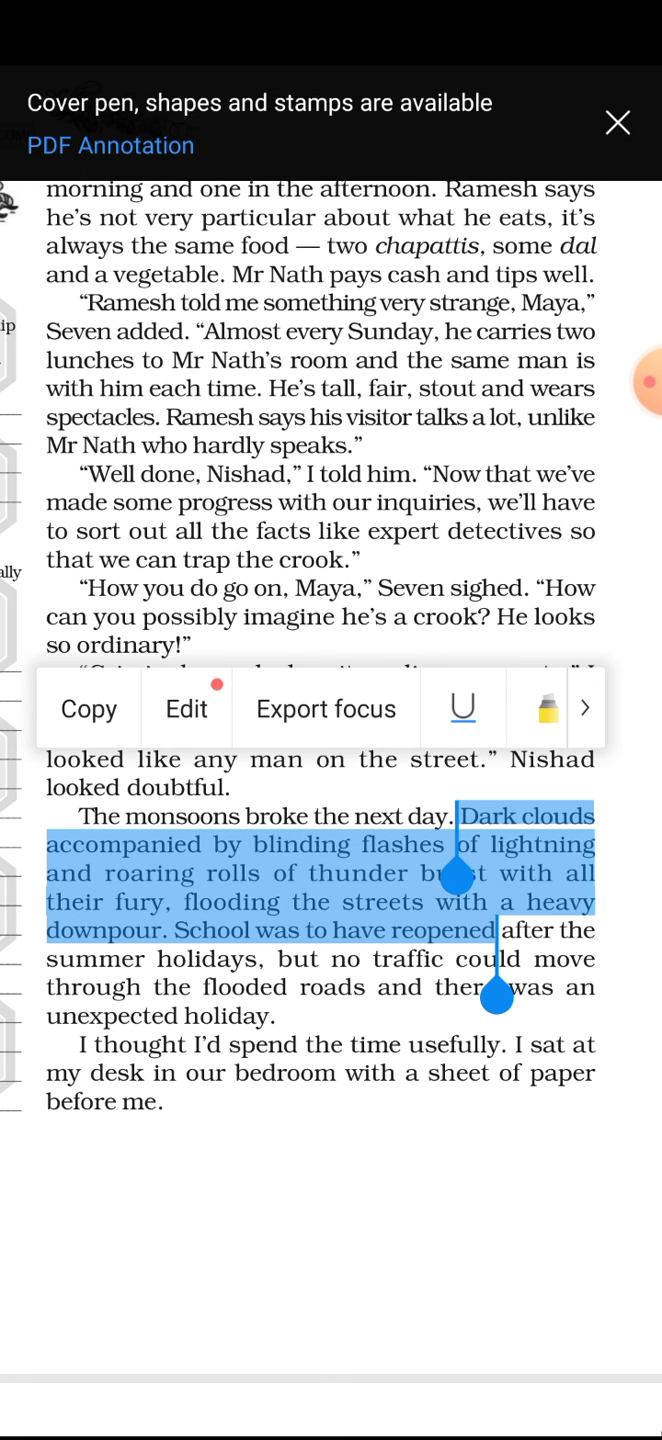 Cover pen, shapes and stamps are available
PDF Annotation
morning and one in the afternoon. Ramesh says
he's not very particular about what he eats, it's
always the same food — two chapattis, some dal
and a vegetable. Mr Nath pays cash and tips well.
“Ramesh told me something very strange, Maya,”
Seven added. “Almost every Sunday, he carries two
lunches to Mr Nath's room and the same man is
with him each time. He's tall, fair, stout and wears
spectacles. Ramesh says his visitor talks a lot, unlike
Mr Nath who hardly speaks.”
“Well done, Nishad,” I told him. “Now that we've
made some progress with our inquiries, we'll have
to sort out all the facts like expert detectives so
that we can trap the crook.”
“How you do go on, Maya,” Seven sighed. “How
can you possibly imagine he's a crook? He looks
so ordinary!”
Copy Edit Export focus U
looked like any man on the street.” Nishad
looked doubtful.
The monsoons broke the next day. Dark clouds
accompanied by blinding flashes of lightning
and roaring rolls of thunder burst with all
their fury, flooding the streets with a heavy
downpour. School was to have reopened after the
summer holidays, but no traffic could move
through the flooded roads and there was an
unexpected holiday.
I thought I'd spend the time usefully. I sat at
my desk in our bedroom with a sheet of paper
before me.
ip
ally